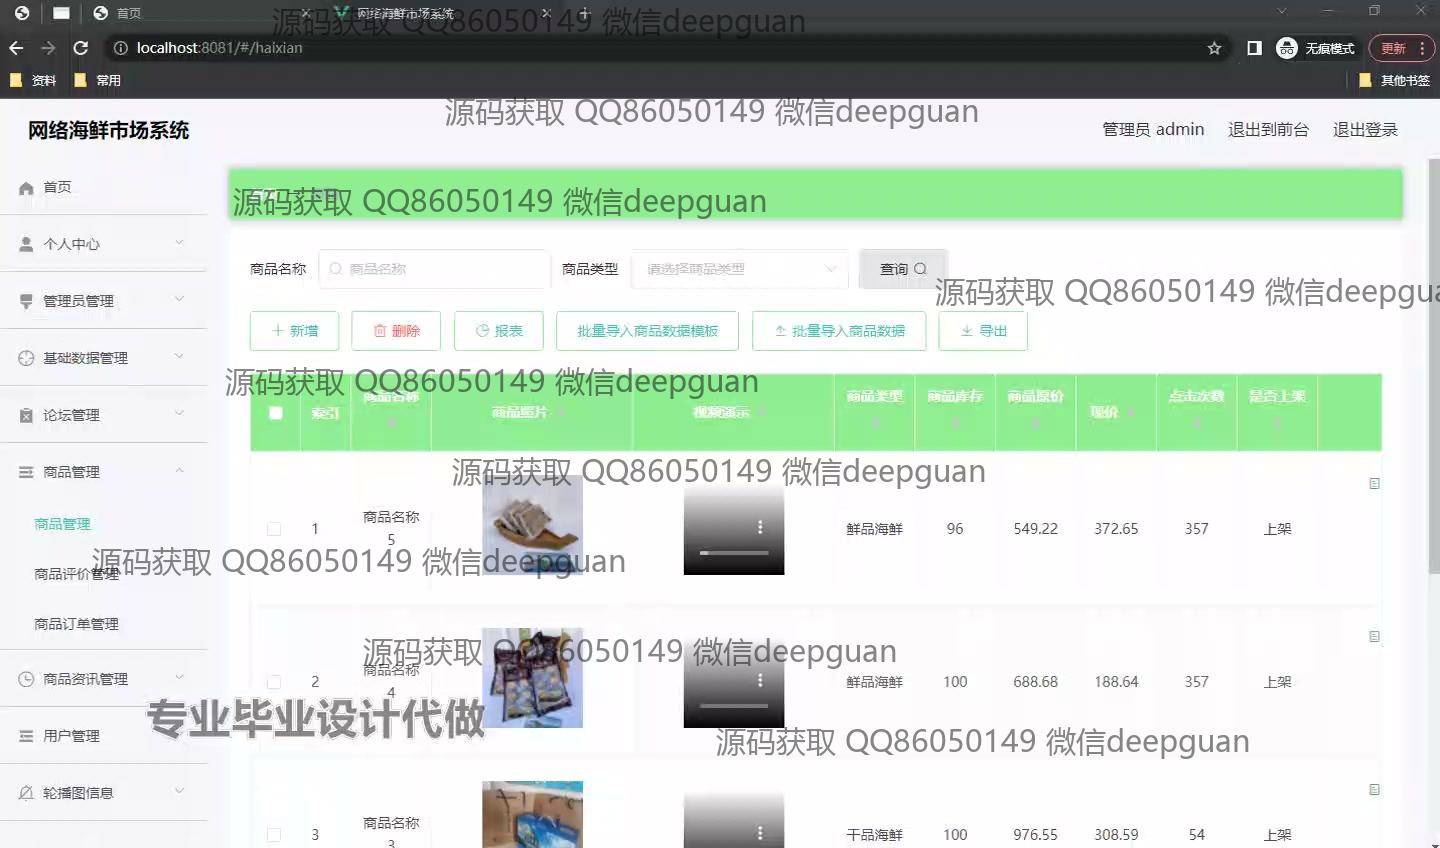 首页
网络海鲜市场系统
源码获取 QQ86050149 微信deepguan
localhost:8081/#/haixian
无痕模式
更新
资料
常用
其他书签
源码获取 QQ86050149 微信deepguan
网络海鲜市场系统
管理员 admin
退出到前台
退出登录
首页
源码获取 QQ86050149 微信deepguan
个人中心
商品名称
商品名称
商品类型
请选择商品类型
查询
源码获取 QQ86050149 微信deepgua
管理员管理
新增
删除
报表
批量导入商品数据模板
批量导入商品数据
导出
基础数据管理
源码获取 QQ86050149 微信deepguan
索引
商品名称
商品照片
视频演示
商品类型
商品库存
商品原价
现价
点击次数
是否上架
论坛管理
商品管理
源码获取 QQ86050149 微信deepguan
商品管理
1 商品名称5 鲜品海鲜 96 549.22 372.65 357 上架
源码获取 QQ86050149 微信deepguan
商品评价管理
商品订单管理
源码获取 QQ86050149 微信deepguan
商品资讯管理
2 商品名称4 鲜品海鲜 100 688.68 188.64 357 上架
专业毕业设计代做
用户管理
源码获取 QQ86050149 微信deepguan
轮播图信息
3 商品名称3 干品海鲜 100 976.55 308.59 54 上架